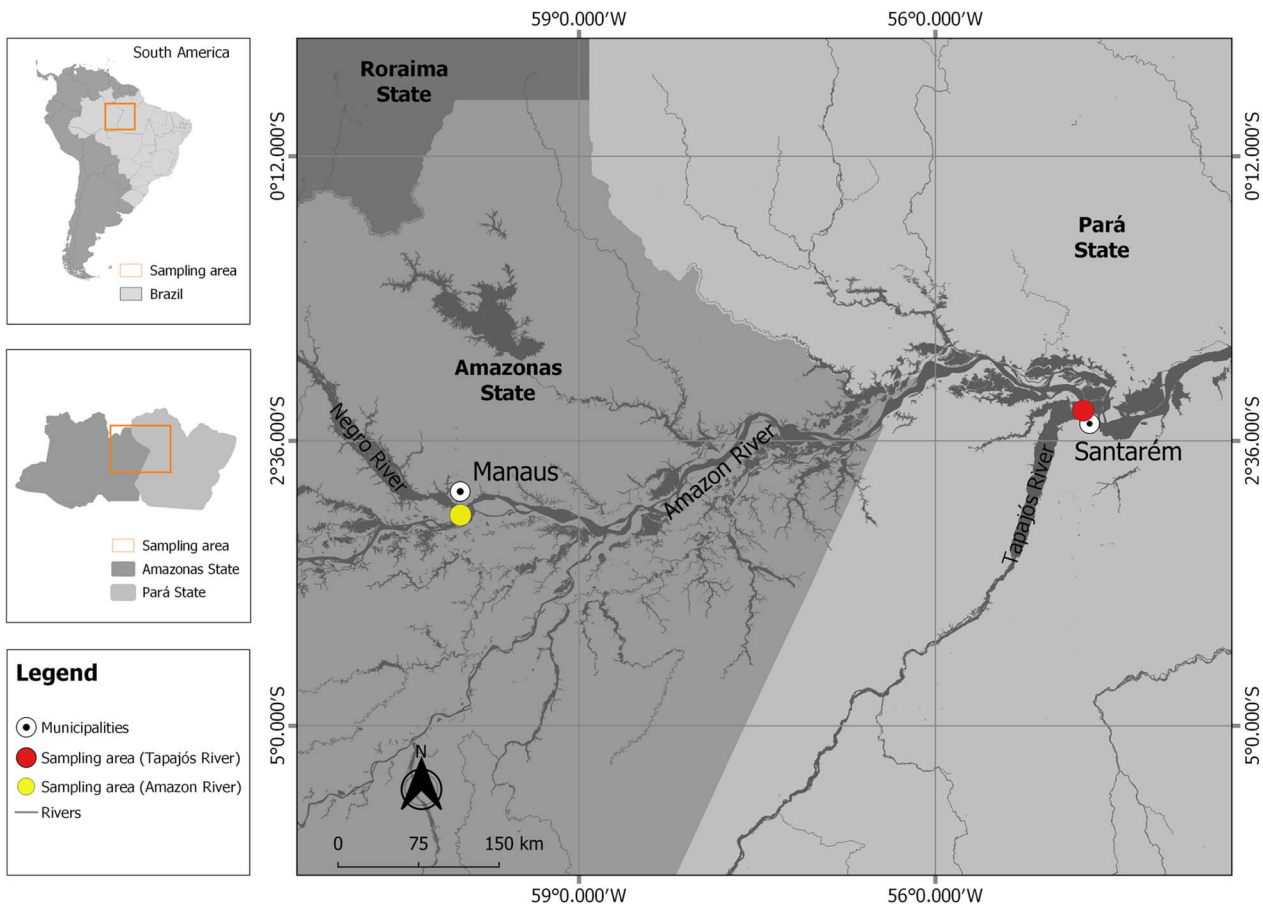 59°0.000'W
56°0.000'W
South America
Sampling area
Brazil
Sampling area
Amazonas State
Pará State
Legend
Municipalities
Sampling area (Tapajós River)
Sampling area (Amazon River)
Rivers
Roraima
State
Pará
State
Amazonas
State
Negro River
Manaus
Amazon River
Santarém
Tapajós River
N
0
75
150 km
0°12.000'S
2°36.000'S
5°0.000'S
0°12.000'S
2°36.000'S
5°0.000'S
59°0.000'W
56°0.000'W